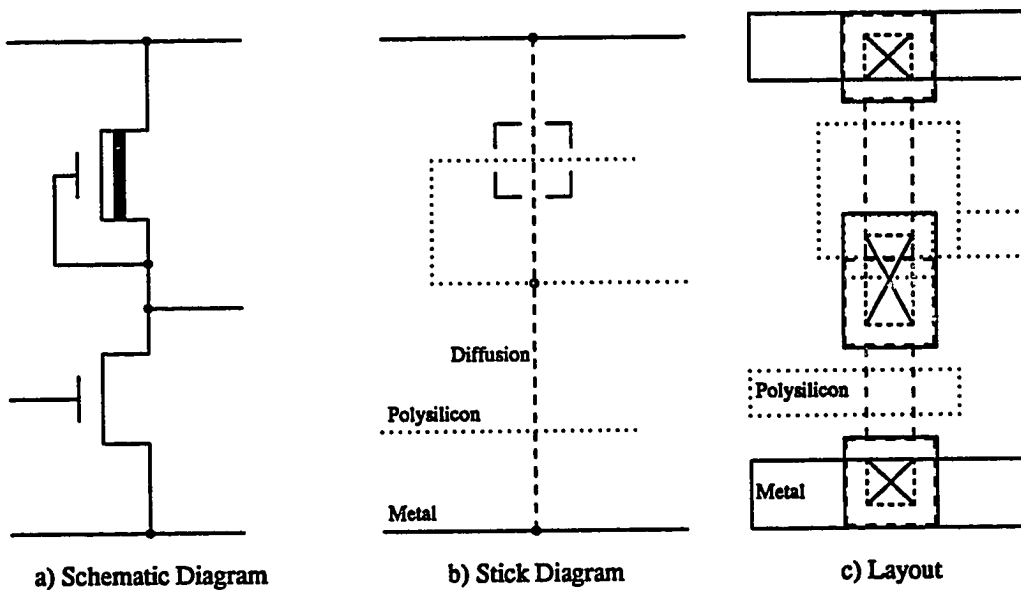 Diffusion
Polysilicon
Metal
Polysilicon
Metal
a) Schematic Diagram
b) Stick Diagram
c) Layout